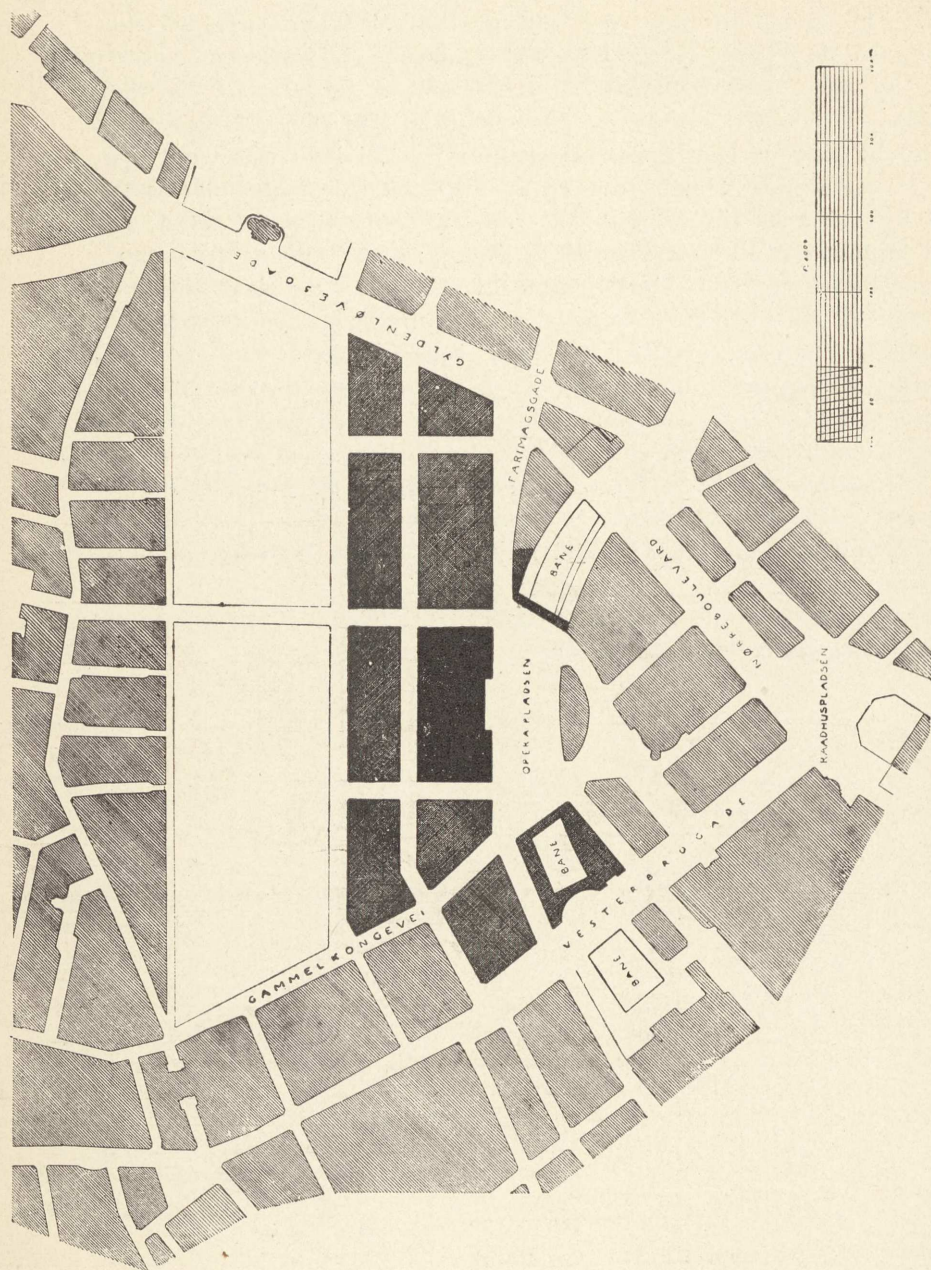 GYLDENLØVESGADE
FARIMAGSGADE
BANE
NØRREBOULEVARD
OPERAPLADSEN
RAADHUSPLADSEN
BANE
VESTERBROGADE
BANE
GAMMELKONGEVEJ